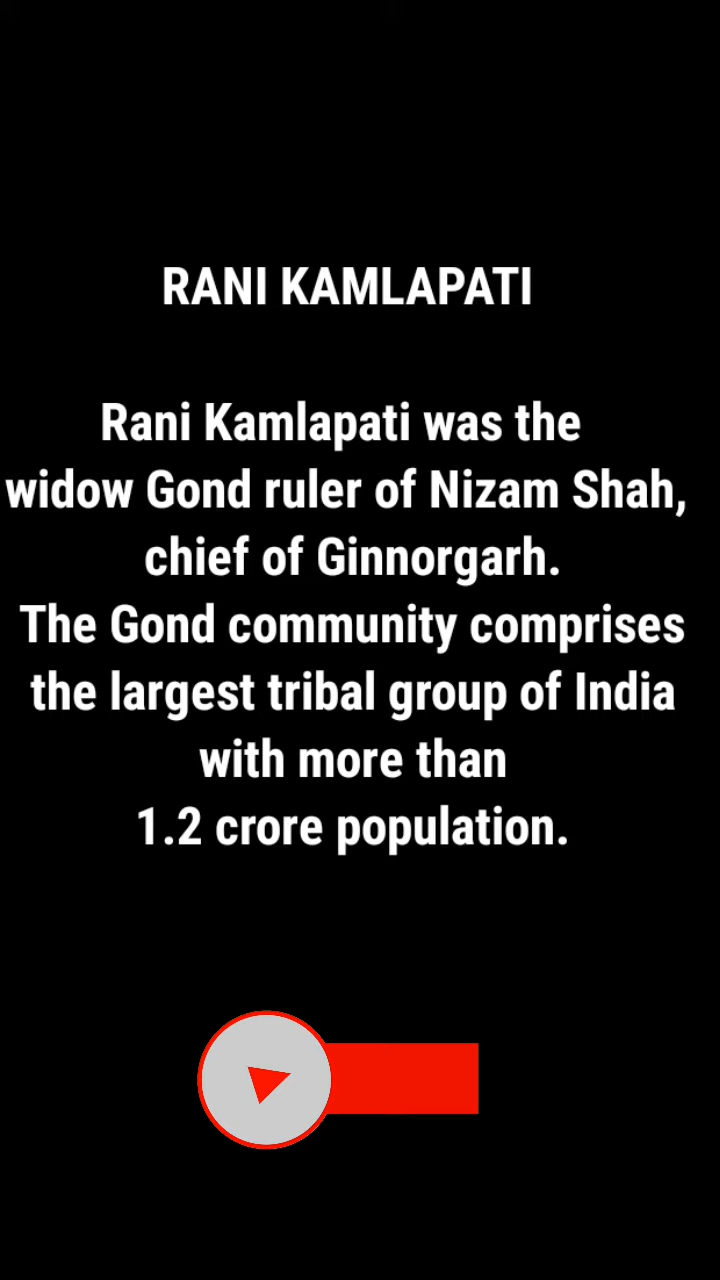 RANI KAMLAPATI
Rani Kamlapati was the
widow Gond ruler of Nizam Shah,
chief of Ginnorgarh.
The Gond community comprises
the largest tribal group of India
with more than
1.2 crore population.